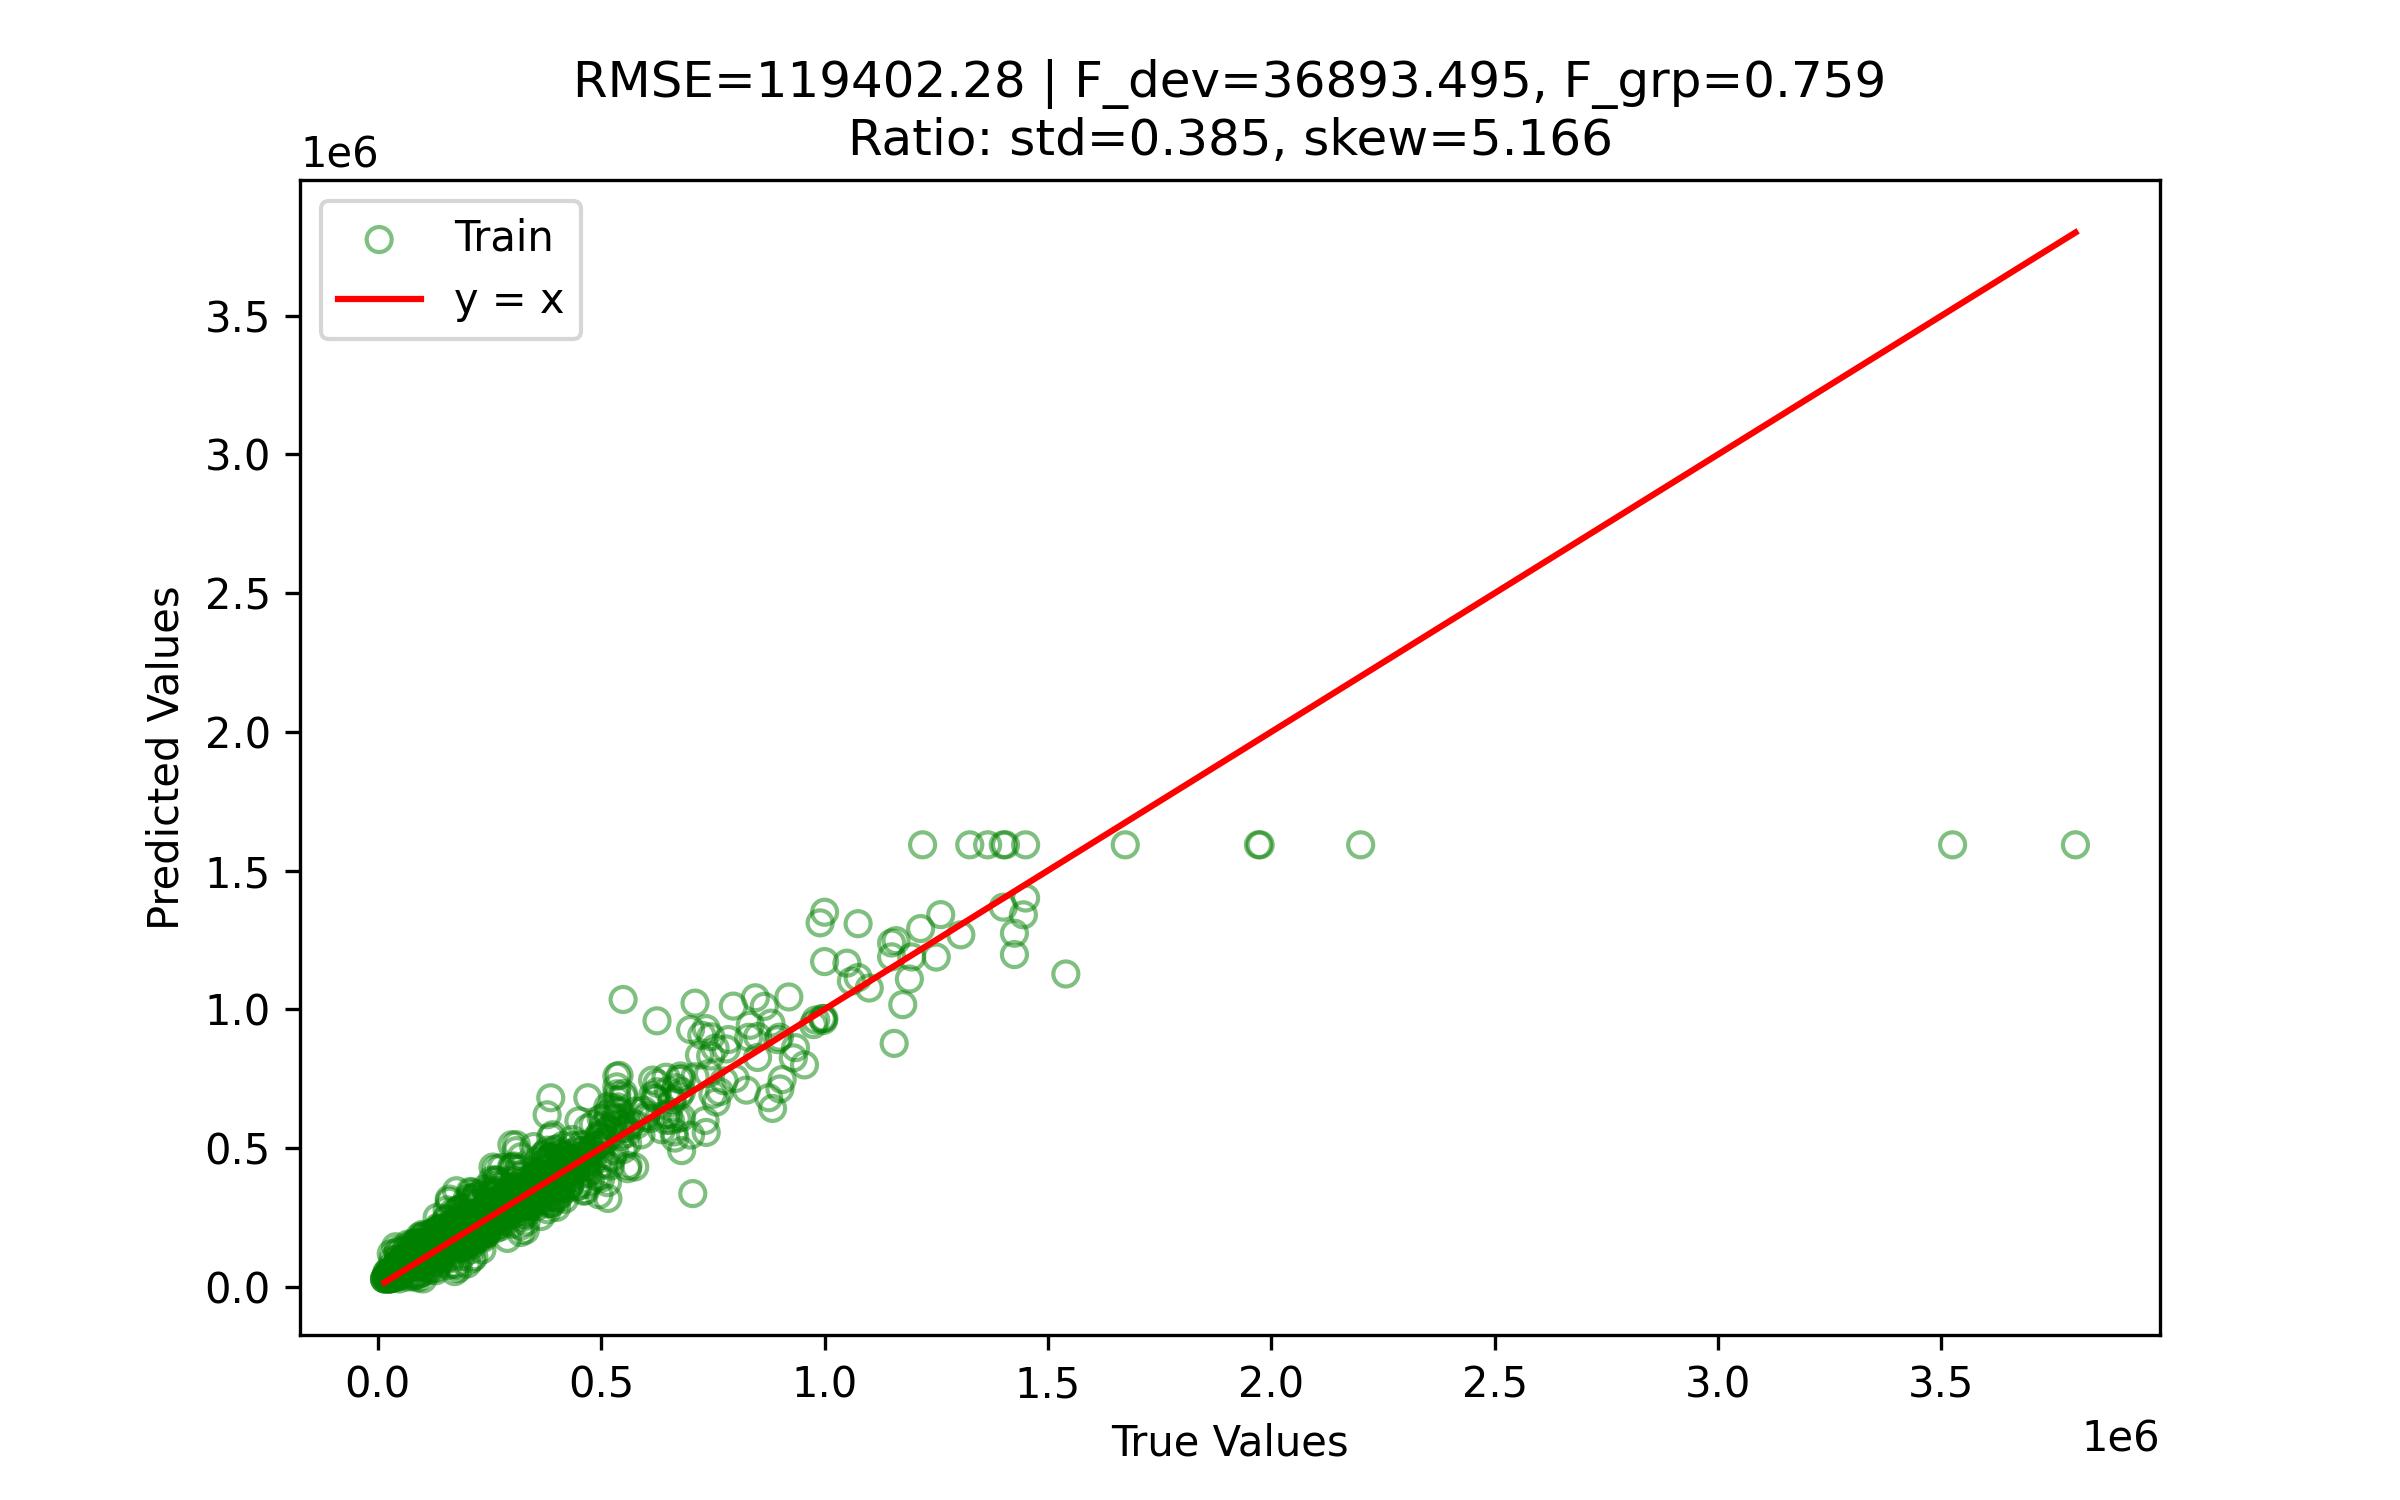 RMSE=119402.28 | F_dev=36893.495, F_grp=0.759
Ratio: std=0.385, skew=5.166
1e6
Train
y = x
3.5
3.0
2.5
2.0
1.5
1.0
0.5
0.0
Predicted Values
0.0 0.5 1.0 1.5 2.0 2.5 3.0 3.5
True Values
1e6